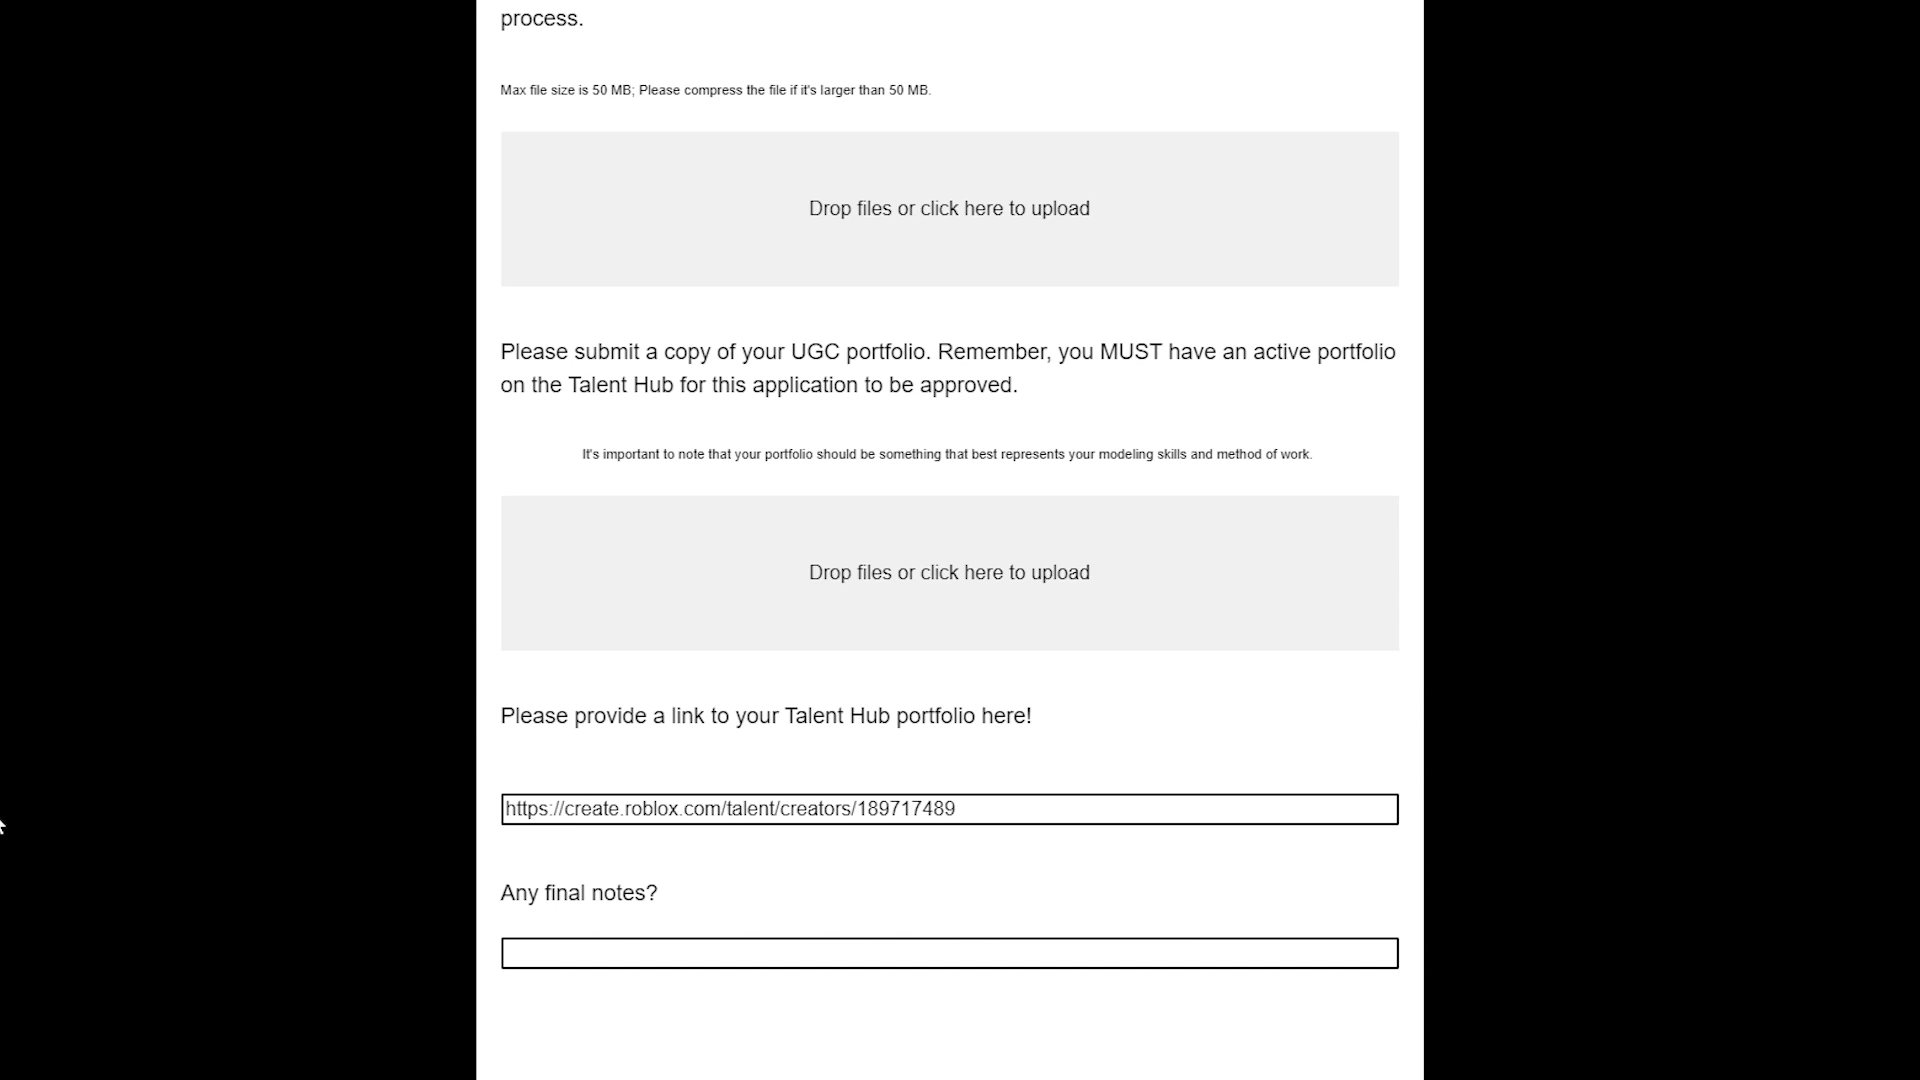 process.
Max file size is 50 MB; Please compress the file if it's larger than 50 MB.
Drop files or click here to upload
Please submit a copy of your UGC portfolio. Remember, you MUST have an active portfolio
on the Talent Hub for this application to be approved.
It's important to note that your portfolio should be something that best represents your modeling skills and method of work.
Drop files or click here to upload
Please provide a link to your Talent Hub portfolio here!
https://create.roblox.com/talent/creators/189717489
Any final notes?